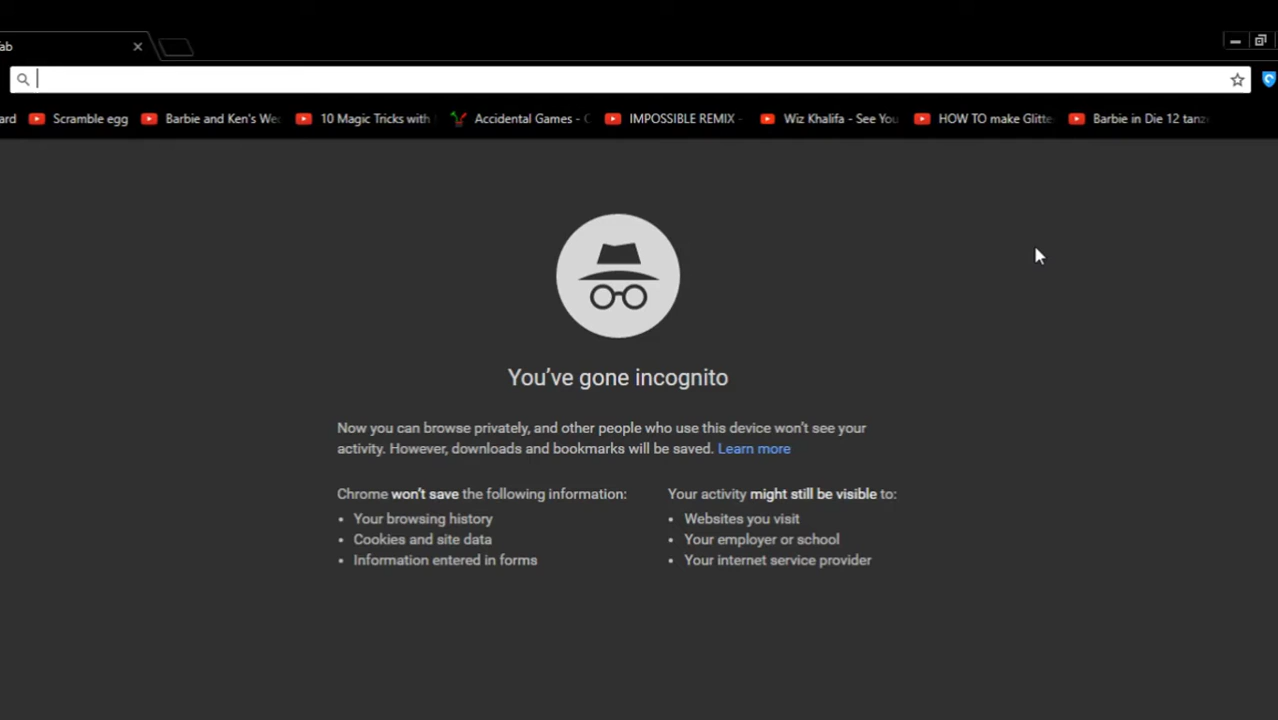 ab
ard Scramble egg Barbie and Ken's We 10 Magic Tricks with Accidental Games - IMPOSSIBLE REMIX - Wiz Khalifa - See You HOW TO make Glitte Barbie in Die 12 tanz
You've gone incognito
Now you can browse privately, and other people who use this device won't see your
activity. However, downloads and bookmarks will be saved. Learn more
Chrome won't save the following information:
Your browsing history
Cookies and site data
Information entered in forms
Your activity might still be visible to:
Websites you visit
Your employer or school
Your internet service provider